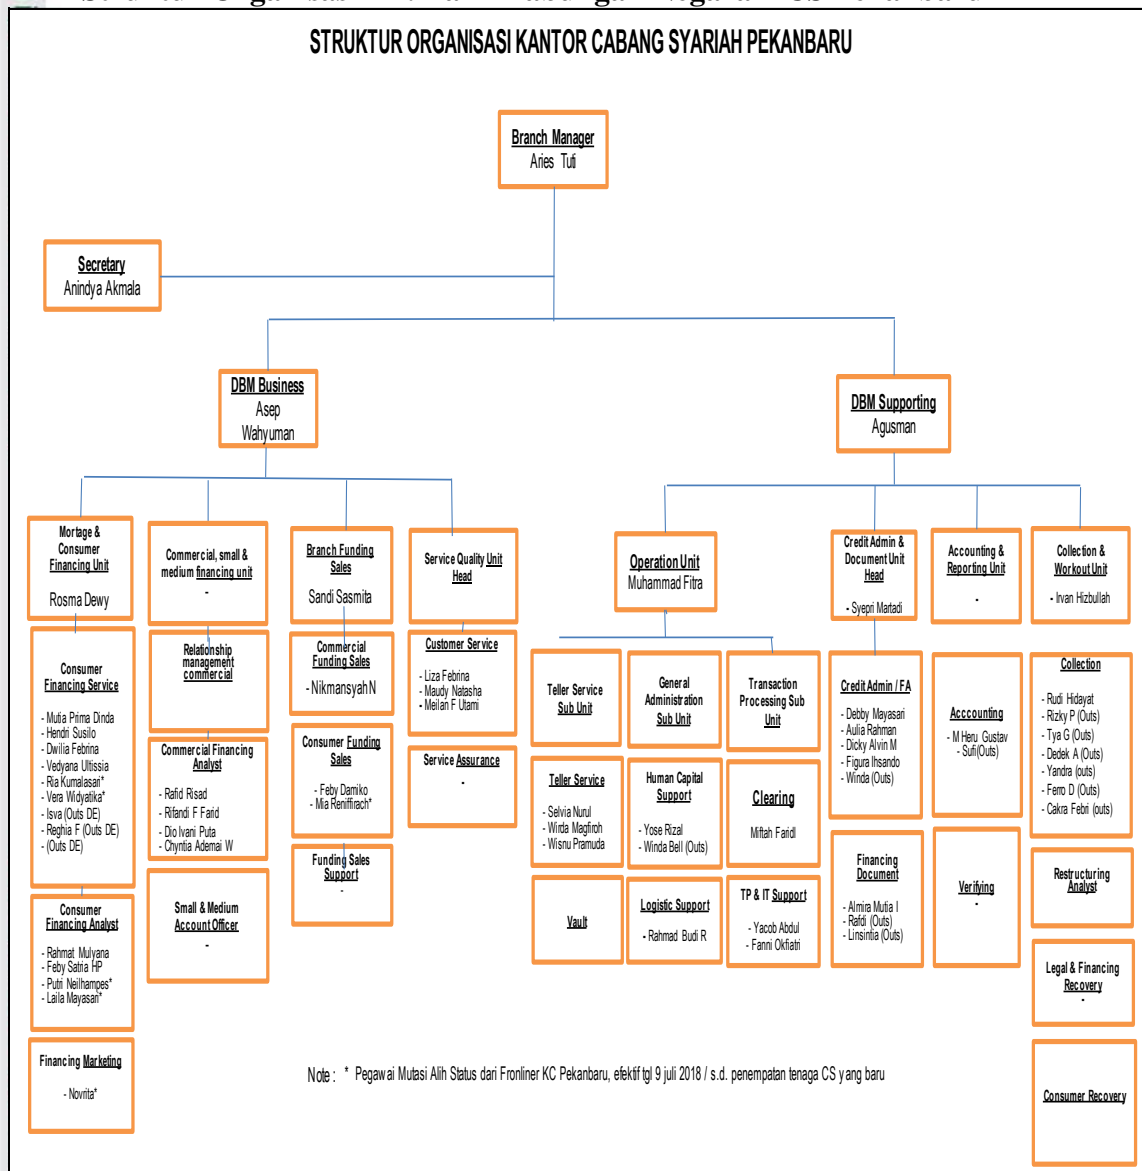 STRUKTUR ORGANISASI KANTOR CABANG SYARIAH PEKANBARU
Branch Manager
Aries Tuti
Secretary
Anindya Akmala
DBM Business
Asep
Wahyuman
DBM Supporting
Agusman
Mortage &
Consumer
Financing Unit
Rosma Dewy
Commercial, small &
medium financing unit
-
Branch Funding
Sales
Sandi Sasmita
Service Quality Unit
Head
Operation Unit
Muhammad Fitra
Credit Admin &
Document Unit
Head
- Syepri Martadi
Accounting &
Reporting Unit
-
Collection &
Workout Unit
- Irvan Hizbullah
Consumer
Financing Service
- Mutia Prima Dinda
- Hendri Susilo
- Dwilia Febrina
- Vedyana Ultissia
- Ria Kumalasari*
- Vera Widyatika*
- Isva (Outs DE)
- Reghia F (Outs DE)
- (Outs DE)
Relationship
management
commercial
Commercial Funding Sales
- Nikmansyah N
Customer Service
- Liza Febrina
- Maudy Natasha
- Meilan F Utami
Teller Service
Sub Unit
General
Administration
Sub Unit
Transaction
Processing Sub
Unit
Credit Admin / FA
- Debby Mayasari
- Aulia Rahman
- Dicky Alvin M
- Figura Ihsando
- Winda (Outs)
Acccounting
- M Heru Gustav
- Sufi(Outs)
Collection
- Rudi Hidayat
- Rizky P (Outs)
- Tya G (Outs)
- Dedek A (Outs)
- Yandra (outs)
- Ferro D (Outs)
- Cakra Febri (outs)
Commercial Financing
Analyst
- Rafid Risad
- Rifandi F Farid
- Dio Ivani Puta
- Chyntia Ademai W
Consumer Funding
Sales
- Feby Damiko
- Mia Reniffirach*
Service Assurance
-
Teller Service
- Selvia Nurul
- Wirda Magfiroh
- Wisnu Pramuda
Human Capital
Support
- Yose Rizal
- Winda Bell (Outs)
Clearing
Miftah Faridl
Financing
Document
- Almira Mutia I
- Rafdi (Outs)
- Linsintia (Outs)
Verifying
-
Restructuring
Analyst
Consumer
Financing Analyst
- Rahmat Mulyana
- Feby Satria HP
- Putri Neilhampes*
- Laila Mayasari*
Small & Medium
Account Officer
-
Funding Sales
Support
-
Vault
Logistic Support
- Rahmad Budi R
TP & IT Support
- Yacob Abdul
- Fanni Okfiatri
Legal & Financing
Recovery
-
Financing Marketing
- Novrita*
Consumer Recovery
Note : * Pegawai Mutasi Alih Status dari Fronliner KC Pekanbaru, efektif tgl 9 juli 2018 / s.d. penempatan tenaga CS yang baru